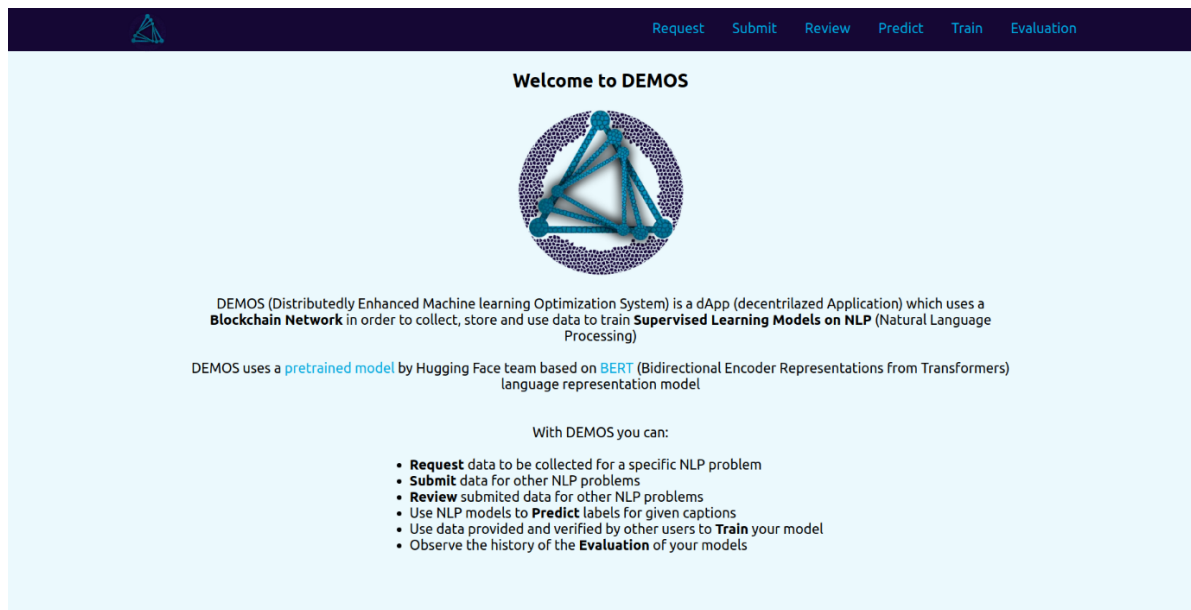 Request Submit Review Predict Train Evaluation
Welcome to DEMOS
DEMOS (Distributedly Enhanced Machine learning Optimization System) is a dApp (decentrilazed Application) which uses a
Blockchain Network in order to collect, store and use data to train Supervised Learning Models on NLP (Natural Language
Processing)
DEMOS uses a pretrained model by Hugging Face team based on BERT (Bidirectional Encoder Representations from Transformers)
language representation model
With DEMOS you can:
• Request data to be collected for a specific NLP problem
• Submit data for other NLP problems
• Review submited data for other NLP problems
• Use NLP models to Predict labels for given captions
• Use data provided and verified by other users to Train your model
• Observe the history of the Evaluation of your models